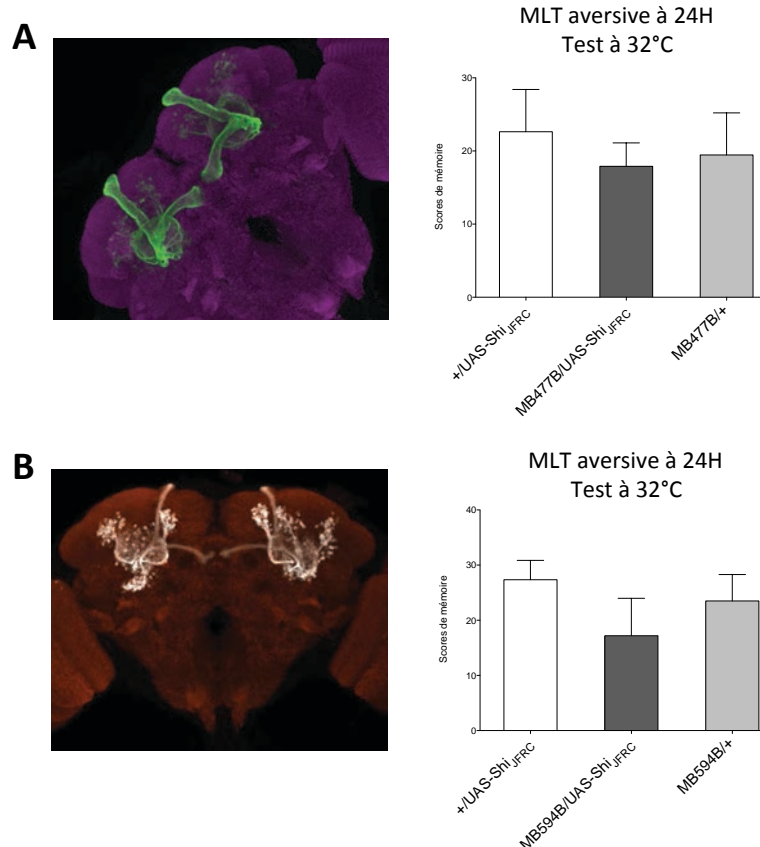 A
MLT aversive à 24H
Test à 32°C
30
20
10
0
Scores de mémoire
+/UAS-Shi JFRC
MB477B/UAS-Shi JFRC
MB477B/+
B
MLT aversive à 24H
Test à 32°C
40
30
20
10
0
Scores de mémoire
+/UAS-Shi JFRC
MB594B/UAS-Shi JFRC
MB594B/+